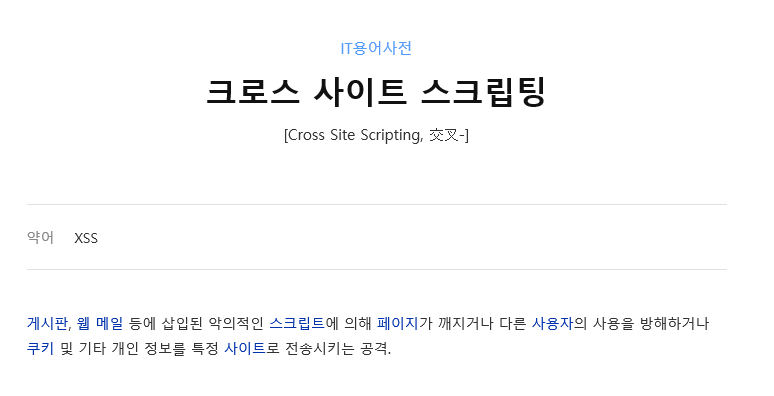 IT용어사전
크로스 사이트 스크립팅
[Cross Site Scripting, 交叉-]
약어 XSS
게시판, 웹 메일 등에 삽입된 악의적인 스크립트에 의해 페이지가 깨지거나 다른 사용자의 사용을 방해하거나
쿠키 및 기타 개인 정보를 특정 사이트로 전송시키는 공격.